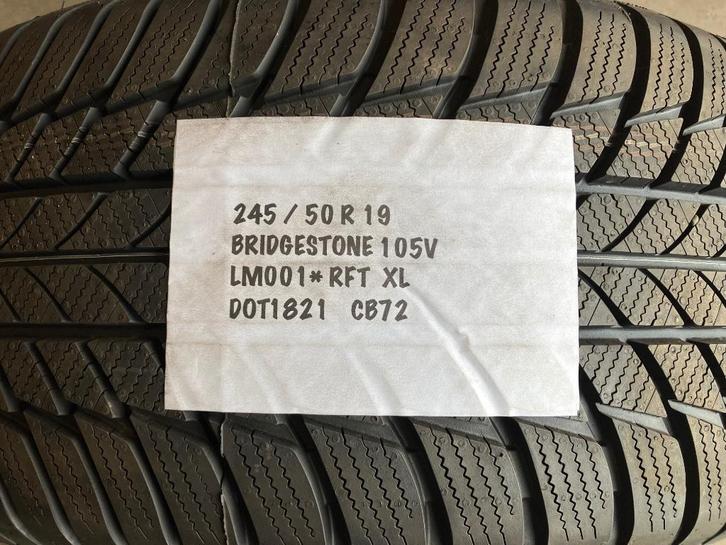 245 / 50 R 19
BRIDGESTONE 105V
LM001* RFT XL
DOT1821 CB72